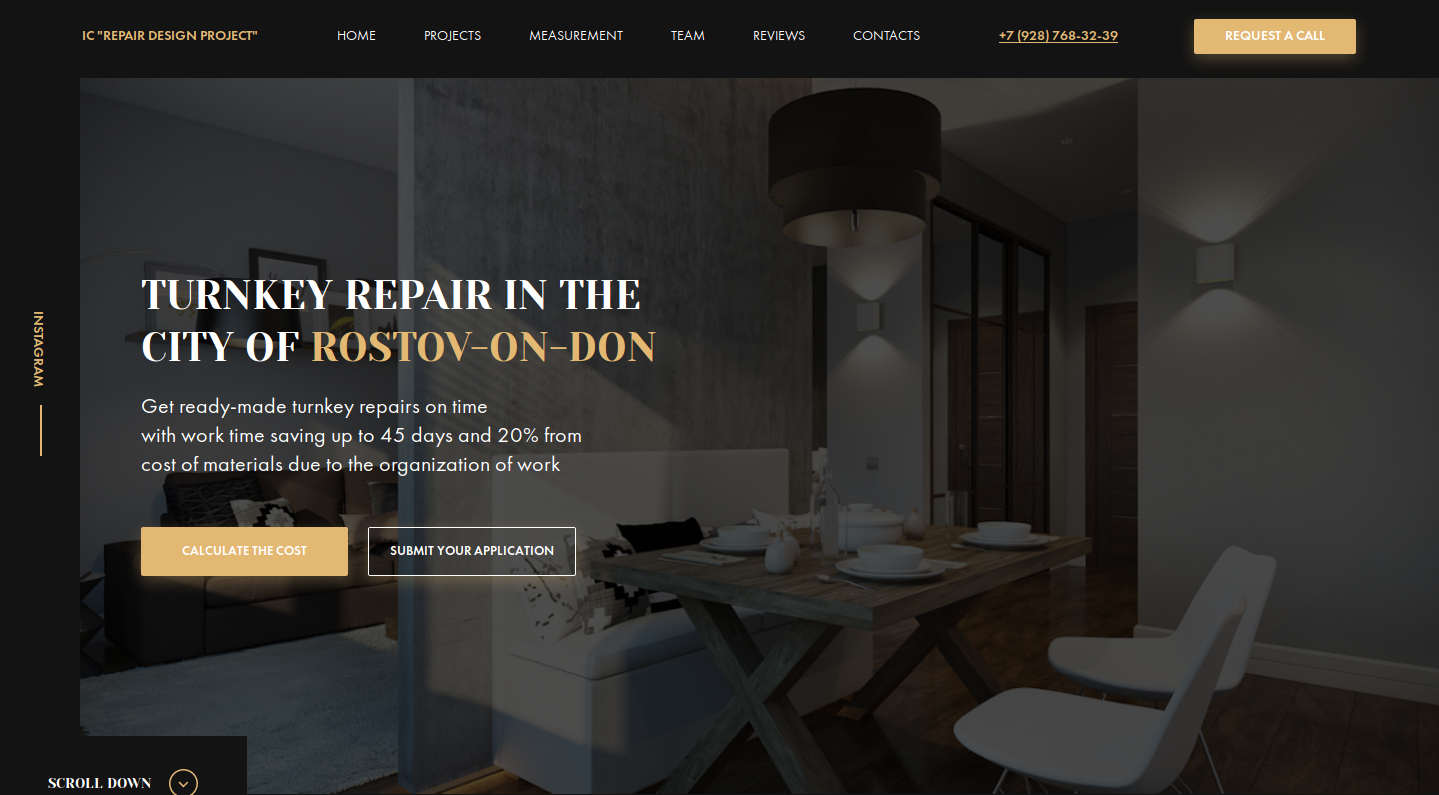 IC "REPAIR DESIGN PROJECT"
HOME
PROJECTS
MEASUREMENT
TEAM
REVIEWS
CONTACTS
+7 (928) 768-32-39
REQUEST A CALL
INSTAGRAM
TURNKEY REPAIR IN THE
CITY OF ROSTOV-ON-DON
Get ready-made turnkey repairs on time
with work time saving up to 45 days and 20% from
cost of materials due to the organization of work
CALCULATE THE COST
SUBMIT YOUR APPLICATION
SCROLL DOWN